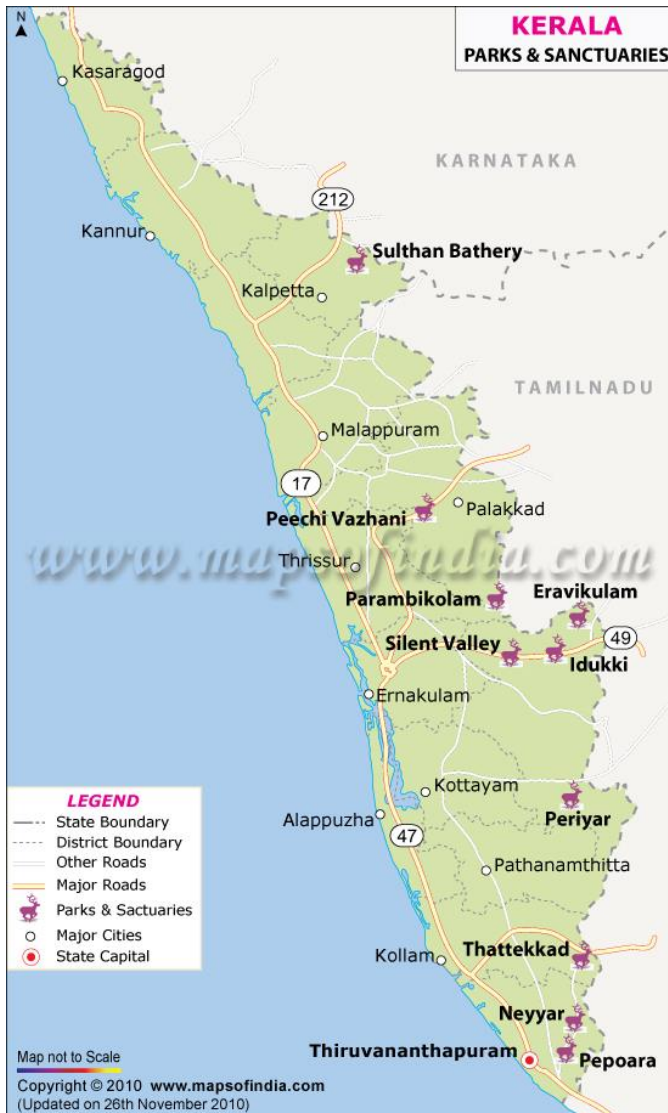 KERALA
PARKS & SANCTUARIES
N
Kasaragod
KARNATAKA
212
Kannur
Sulthan Bathery
Kalpetta
TAMILNADU
Malappuram
17
Palakkad
Peechi Vazhani
www.mapsofindia.com
Thrissur
Parambikolam
Eravikulam
Silent Valley
49
Idukki
Ernakulam
Kottayam
Periyar
Alappuzha
47
Pathanamthitta
Kollam
Thattekkad
Neyyar
Thiruvananthapuram
Pepoara
LEGEND
State Boundary
District Boundary
Other Roads
Major Roads
Parks & Sactuaries
Major Cities
State Capital
Map not to Scale
Copyright © 2010 www.mapsofindia.com
(Updated on 26th November 2010)